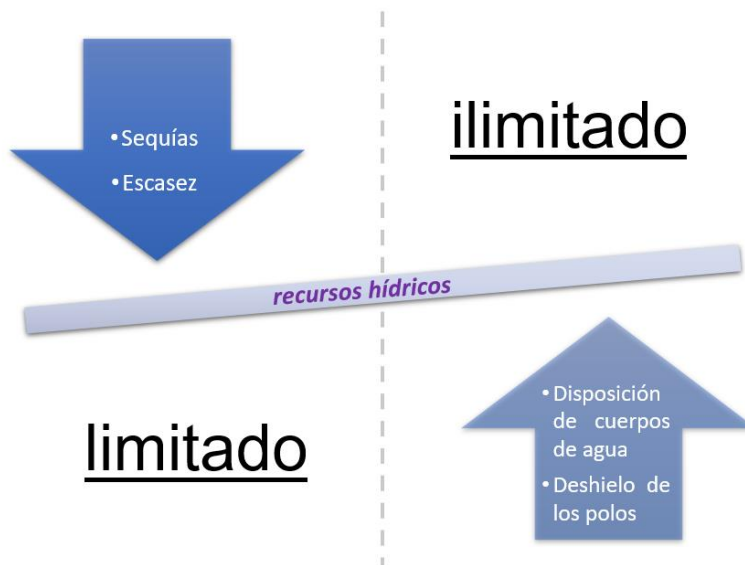 • Sequías
• Escasez
ilimitado
recursos hídricos
limitado
• Disposición
de cuerpos
de agua
• Deshielo de
los polos